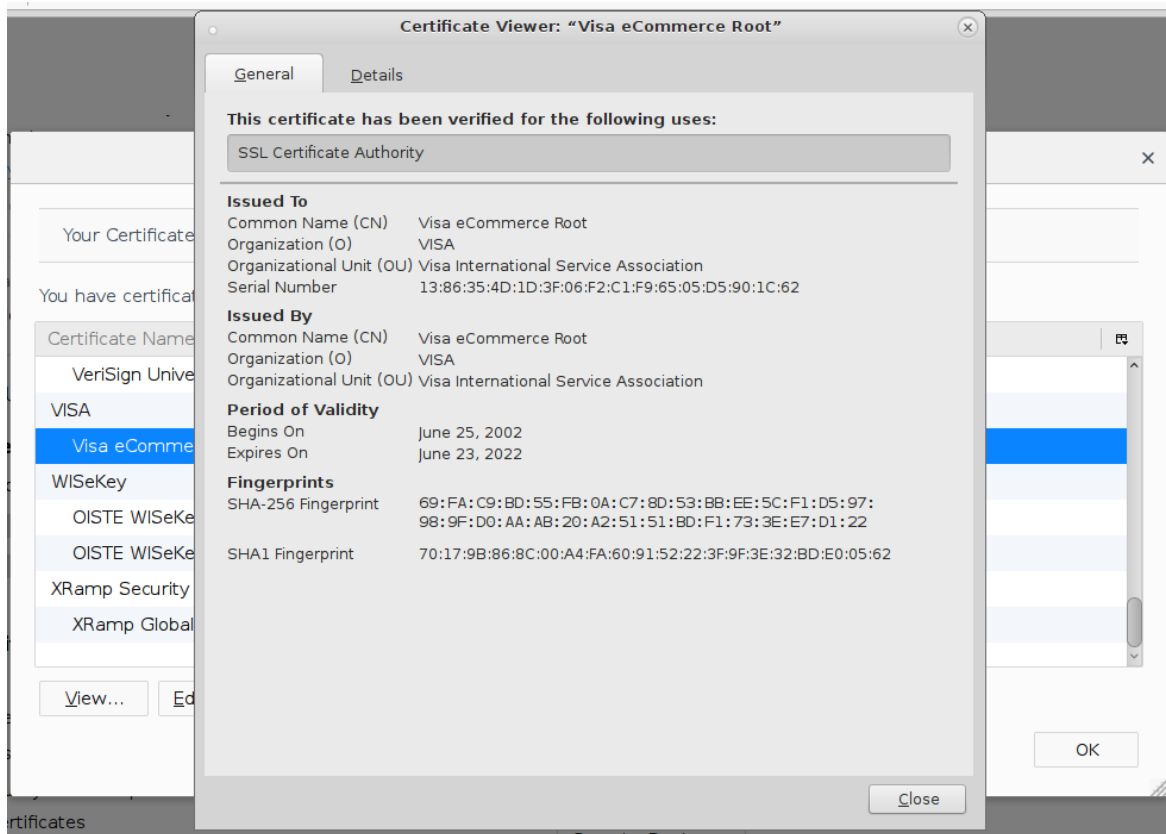 Certificate Viewer: “Visa eCommerce Root”
General Details
This certificate has been verified for the following uses:
SSL Certificate Authority
Issued To
Common Name (CN) Visa eCommerce Root
Organization (O) VISA
Organizational Unit (OU) Visa International Service Association
Serial Number 13:86:35:4D:1D:3F:06:F2:C1:F9:65:05:D5:90:1C:62
Issued By
Common Name (CN) Visa eCommerce Root
Organization (O) VISA
Organizational Unit (OU) Visa International Service Association
Period of Validity
Begins On June 25, 2002
Expires On June 23, 2022
Fingerprints
SHA-256 Fingerprint 69:FA:C9:BD:55:FB:0A:C7:8D:53:BB:EE:5C:F1:D5:97:
98:9F:D0:AA:AB:20:A2:51:51:BD:F1:73:3E:E7:D1:22
SHA1 Fingerprint 70:17:9B:86:8C:00:A4:FA:60:91:52:22:3F:9F:3E:32:BD:E0:05:62
Close
Your Certificate
You have certificat
Certificate Name
VeriSign Unive
VISA
Visa eComme
WISeKey
OISTE WISeKe
OISTE WISeKe
XRamp Security
XRamp Global
View... Ed
OK
rtificates